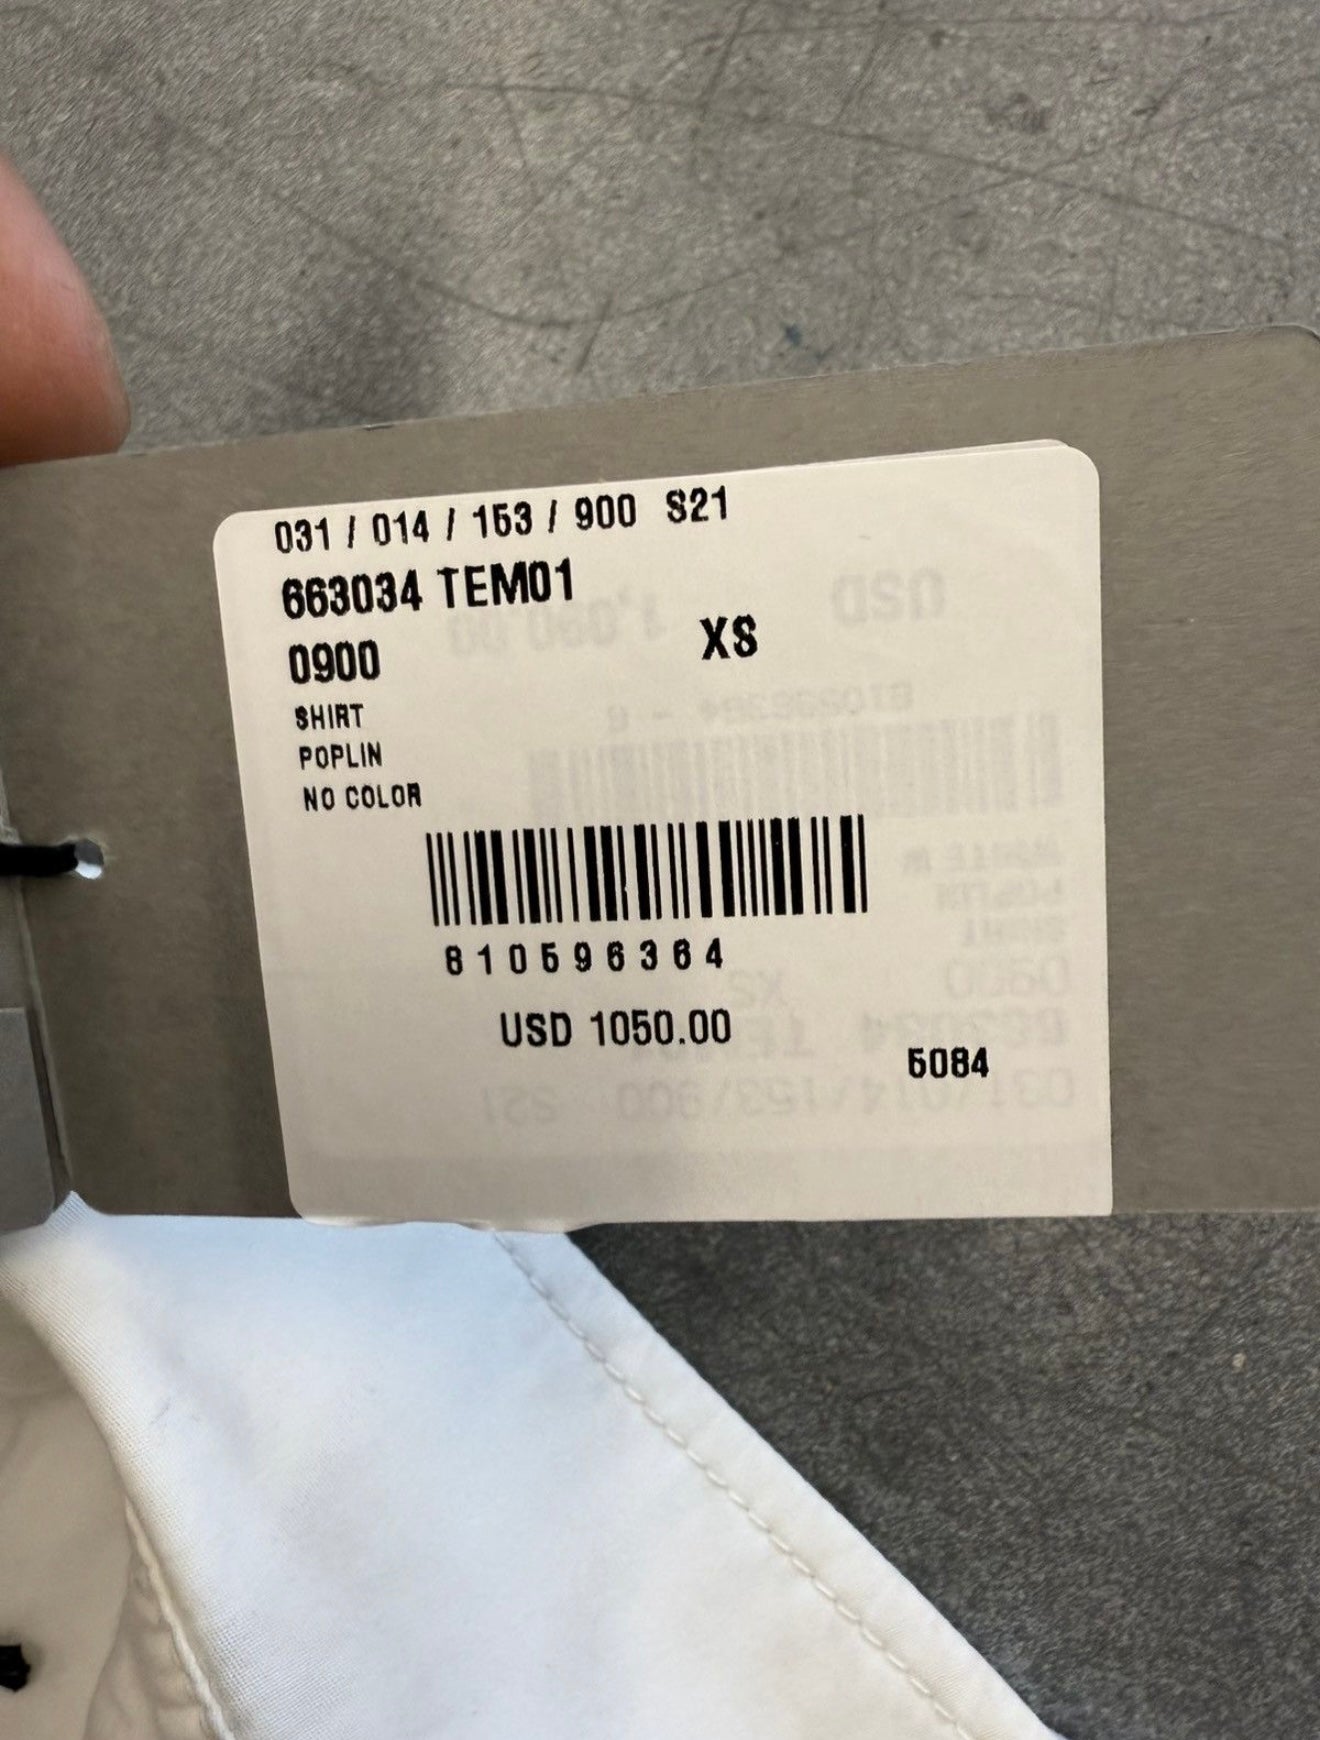 031 / 014 / 153 / 900 S21
663034 TEM01
0900 XS
SHIRT
POPLIN
NO COLOR
810596364
USD 1050.00
5084